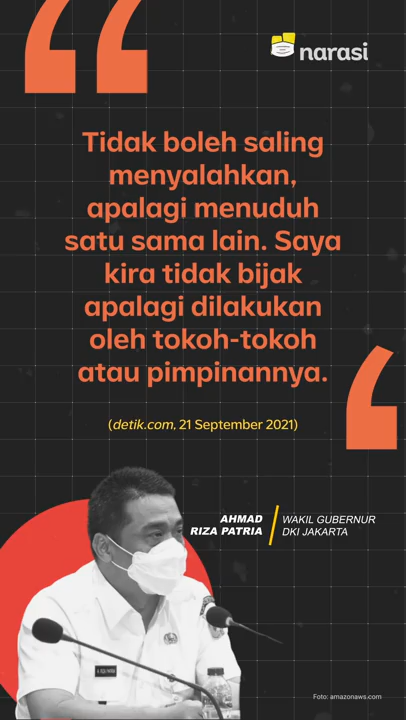 narasi
Tidak boleh saling
menyalahkan,
apalagi menuduh
satu sama lain. Saya
kira tidak bijak
apalagi dilakukan
oleh tokoh-tokoh
atau pimpinannya.
(detik.com, 21 September 2021)
AHMAD
RIZA PATRIA
WAKIL GUBERNUR
DKI JAKARTA
Foto: amazonaws.com